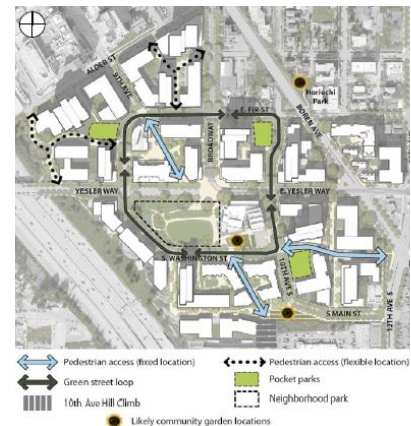 ALDER ST
9TH AVE
BROADWAY
E. FIR ST
BOREN AVE
Horiuchi
Park
YESLER WAY
E. YESLER WAY
S. WASHINGTON ST
10TH AVE S
S MAIN ST
12TH AVE S
Pedestrian access (fixed location)
Pedestrian access (flexible location)
Green street loop
Pocket parks
10th Ave Hill Climb
Neighborhood park
Likely community garden locations